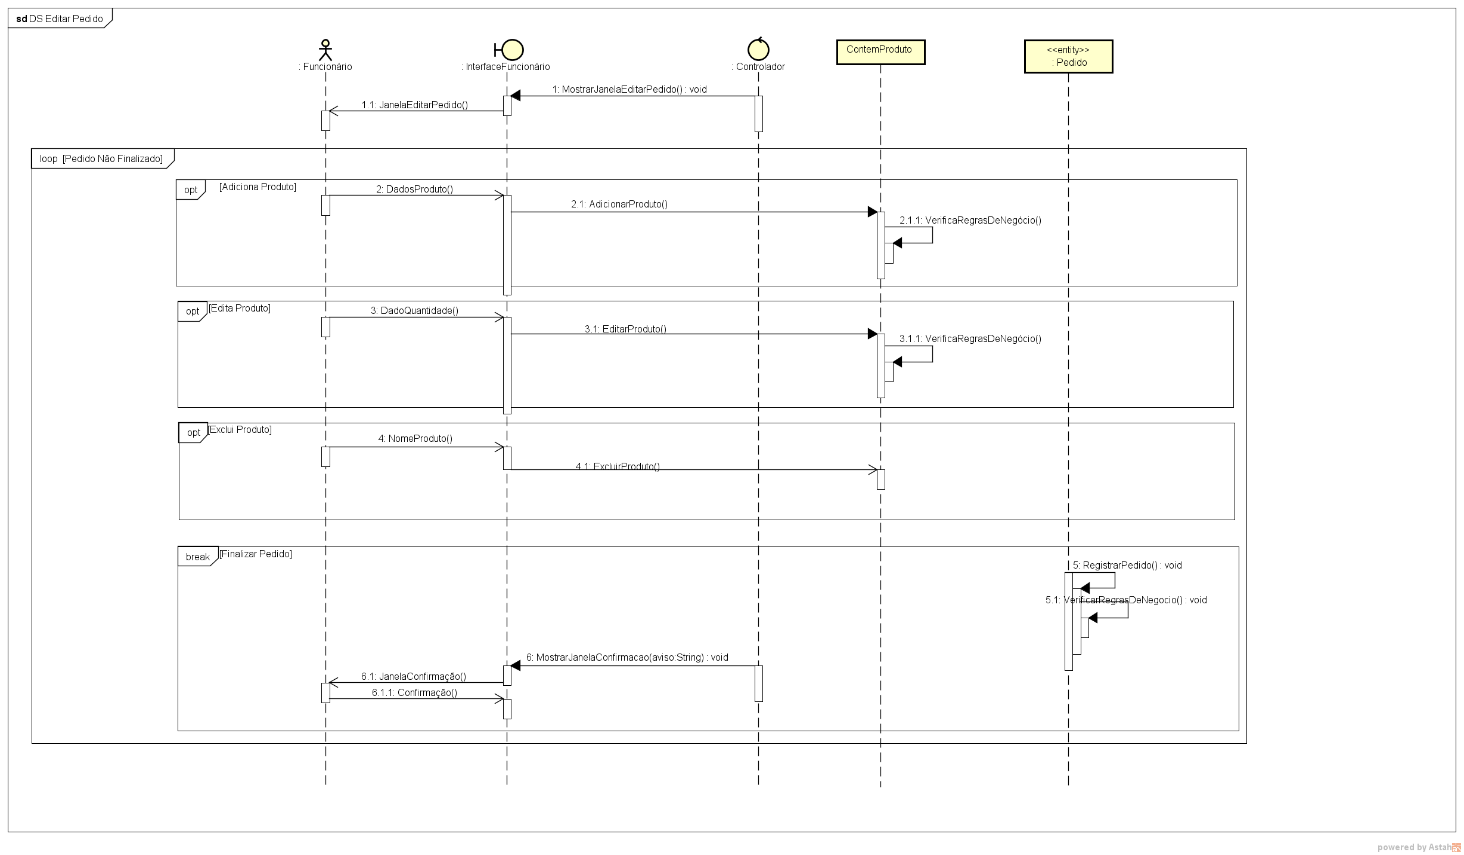 sd DS Editar Pedido
: Funcionário
: InterfaceFuncionário
: Controlador
ContemProduto
<<entity>>
: Pedido
1: MostrarJanelaEditarPedido() : void
1.1: JanelaEditarPedido()
loop [Pedido Não Finalizado]
opt [Adiciona Produto]
2: DadosProduto()
2.1: AdicionarProduto()
2.1.1: VerificaRegrasDeNegócio()
opt [Edita Produto]
3: DadoQuantidade()
3.1: EditarProduto()
3.1.1: VerificaRegrasDeNegócio()
opt [Exclui Produto]
4: NomeProduto()
4.1: ExcluirProduto()
break [Finalizar Pedido]
5: RegistrarPedido() : void
5.1: VerificarRegrasDeNegocio() : void
6: MostrarJanelaConfirmacao(aviso:String) : void
6.1: JanelaConfirmação()
6.1.1: Confirmação()
powered by Astah